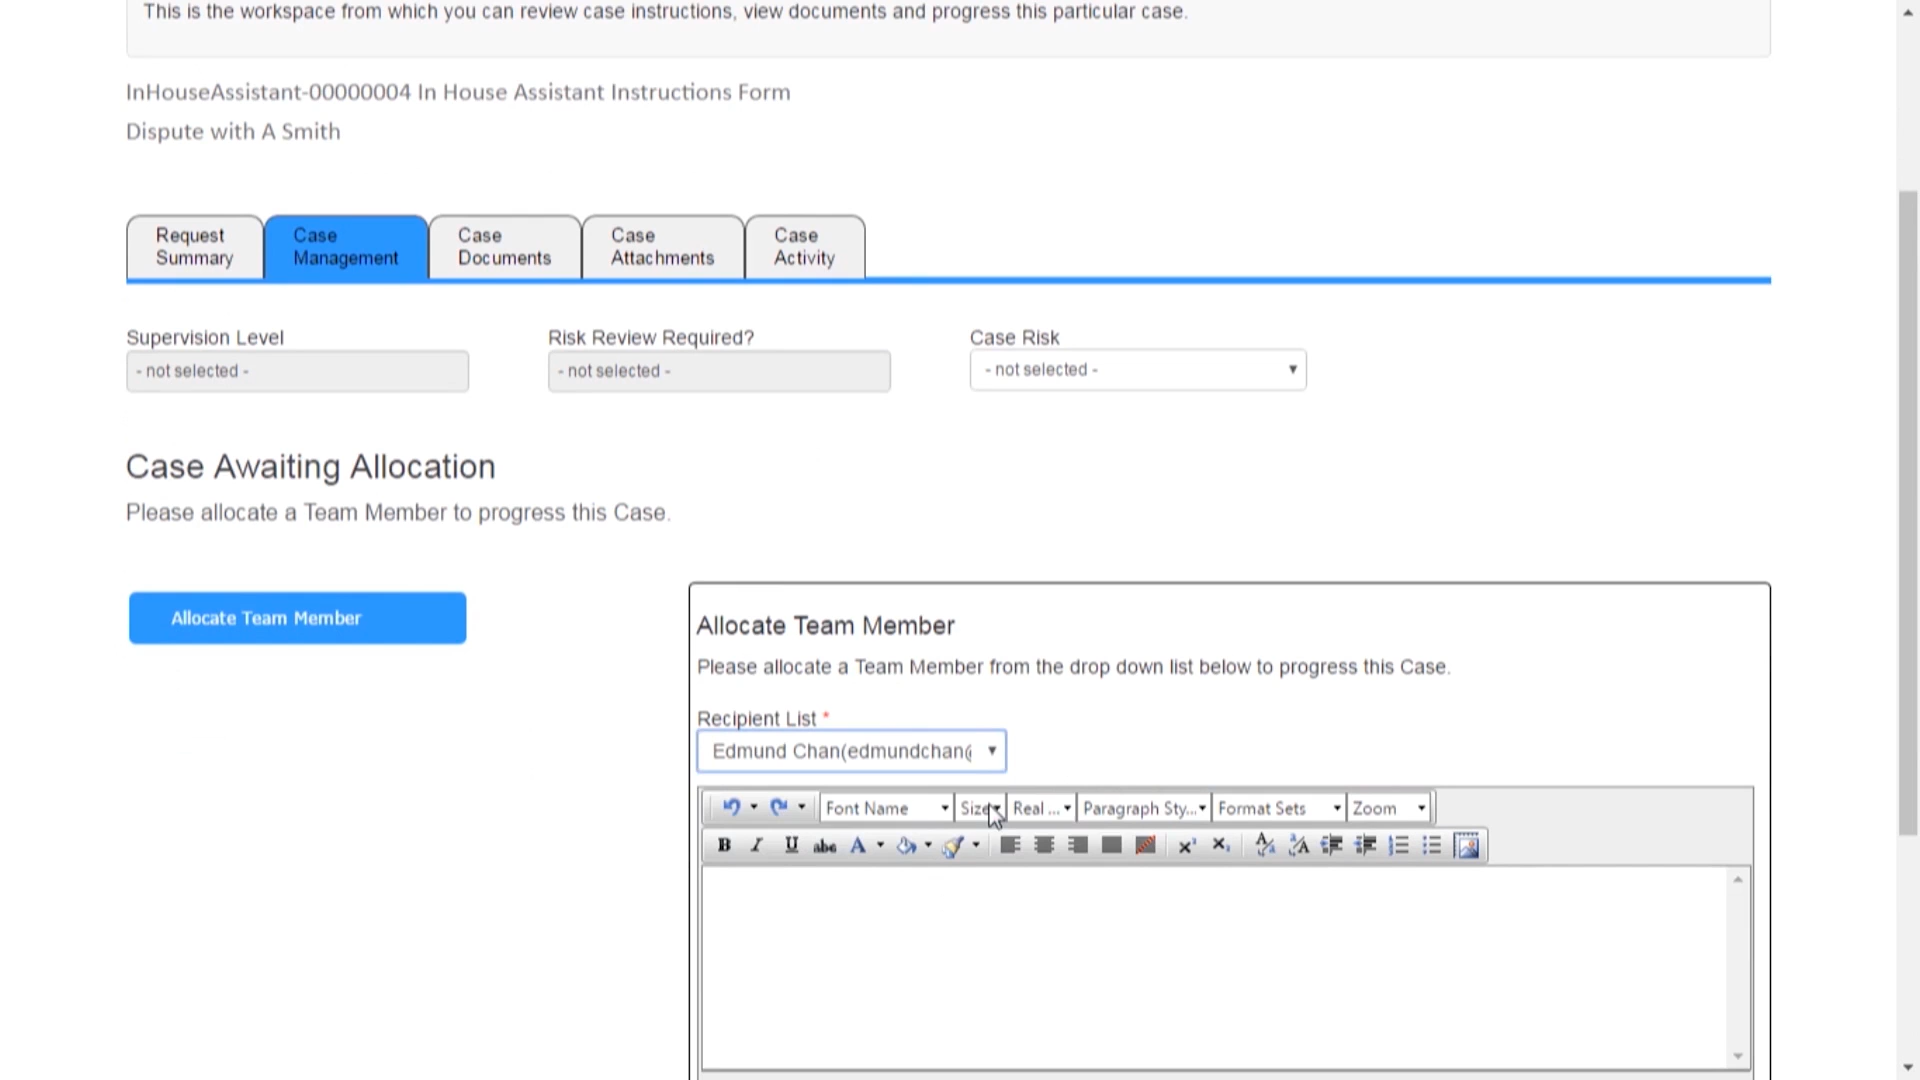 This is the workspace from which you can review case instructions, view documents and progress this particular case.
InHouseAssistant-00000004 In House Assistant Instructions Form
Dispute with A Smith
Request Summary
Case Management
Case Documents
Case Attachments
Case Activity
Supervision Level
Risk Review Required?
Case Risk
- not selected -
- not selected -
- not selected -
Case Awaiting Allocation
Please allocate a Team Member to progress this Case.
Allocate Team Member
Allocate Team Member
Please allocate a Team Member from the drop down list below to progress this Case.
Recipient List *
Edmund Chan(edmundchan(
Font Name
Size
Real ...
Paragraph Sty...
Format Sets
Zoom
B I U abc A